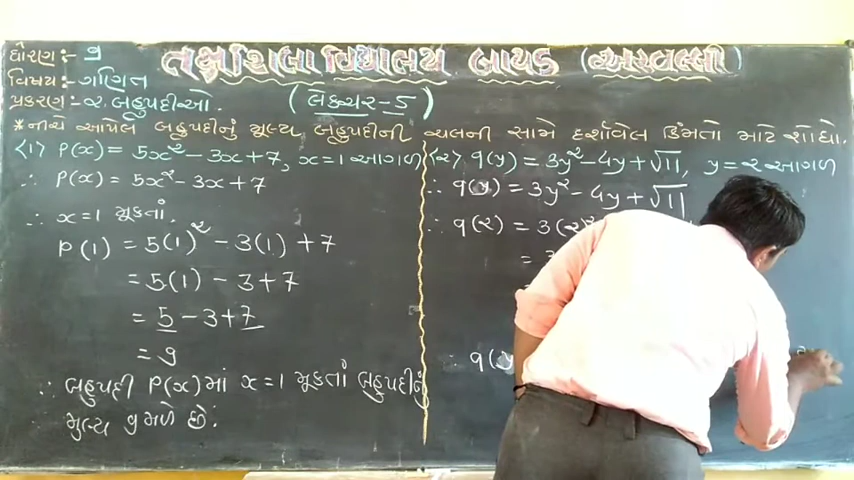 ધોરણ:- ૯
તક્ષશિલા વિદ્યાલય બાયડ (અરવલ્લી)
વિષય:- ગણિત
પ્રકરણ:- ૨. બહુપદીઓ.
(લેક્ચર-5)
*નીચે આપેલ બહુપદીનું મૂલ્ય બહુપદીની ચલની સામે દર્શાવેલ કિંમતો માટે શોધો.
(૧) P(x) = 5x² - 3x + 7, x = 1 આગળ
∴ P(x) = 5x² - 3x + 7
∴ x = 1 મૂકતાં.
P(1) = 5(1)² - 3(1) + 7
= 5(1) - 3 + 7
= 5 - 3 + 7
= 9
∴ બહુપદી P(x)માં x = 1 મૂકતાં બહુપદીનું
મૂલ્ય 9 મળે છે.
(૨) q(y) = 3y² - 4y + √11, y = ૨ આગળ
∴ q(y) = 3y² - 4y + √11
∴ q(૨) = 3(૨)²
=
∴ q(y